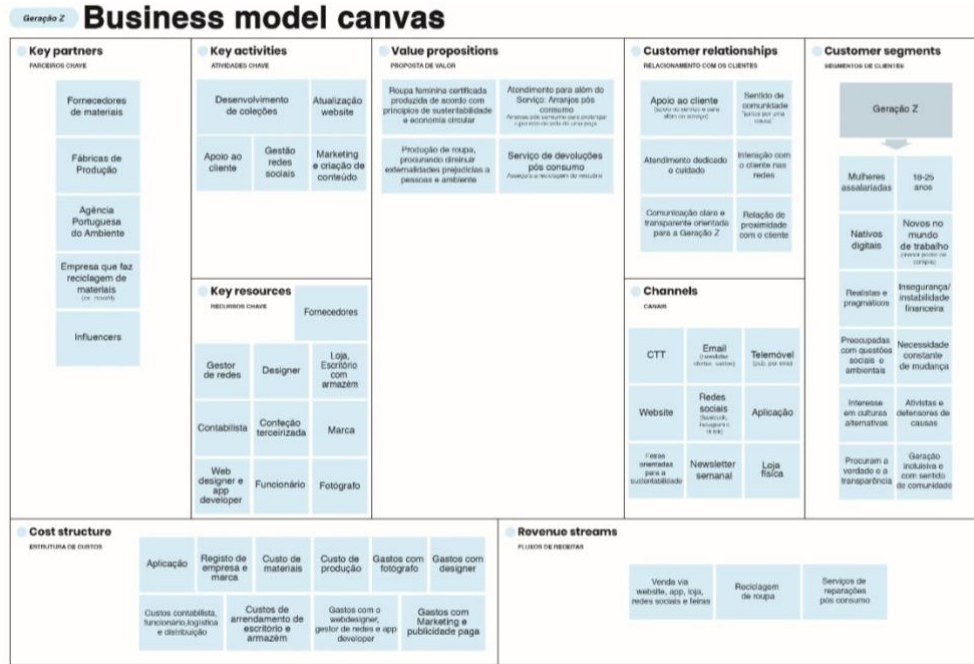 Geração Z
Business model canvas
Key partners
PARCEIROS CHAVE
Fornecedores
de materiais
Fábricas de
Produção
Agência
Portuguesa
do Ambiente
Empresa que faz
reciclagem de
materiais
Influencers
Key activities
ATIVIDADES CHAVE
Desenvolvimento
de coleções
Atualização
website
Apoio ao
cliente
Gestão
redes
sociais
Marketing
e criação de
conteúdo
Key resources
RECURSOS CHAVE
Fornecedores
Gestor
de redes
Designer
Loja,
Escritório
com
armazém
Contabilista
Confeção
terceirizada
Marca
Web
designer e app
developer
Funcionário
Fotógrafo
Value propositions
PROPOSTA DE VALOR
Roupa feminina certificada
produzida de acordo com
princípios de sustentabilidade
e economia circular
Atendimento para além do
Serviço: Arranjos pós
consumo
Produção de roupa,
procurando diminuir
externalidades prejudiciais a
pessoas e ambiente
Serviço de devoluções
pós consumo
Customer relationships
RELACIONAMENTO COM OS CLIENTES
Apoio ao cliente
Sentido de
comunidade
Atendimento dedicado
e cuidado
Interação com
o cliente nas
redes
Comunicação clara e
transparente orientada
para a Geração Z
Relação de
proximidade
com o cliente
Channels
CANAIS
CTT
Email
Telemóvel
Website
Redes
sociais
Aplicação
Feiras
orientadas
para a
sustentabilidade
Newsletter
semanal
Loja
física
Customer segments
SEGMENTOS DE CLIENTES
Geração Z
Mulheres
assalariadas
18-25
anos
Nativos
digitais
Novos no
mundo
de trabalho
Realistas e
pragmáticos
Insegurança/
instabilidade
financeira
Preocupadas
com questões
sociais e
ambientais
Necessidade
constante
de mudança
Interesse
em culturas
alternativas
Ativistas e
defensores de
causas
Procuram a
verdade e a
transparência
Geração
inclusiva e
com sentido
de comunidade
Cost structure
ESTRUTURA DE CUSTOS
Aplicação
Registo de
empresa e
marca
Custo de
materiais
Custo de
produção
Gastos com
fotógrafo
Gastos com
designer
Custos contabilista,
funcionário,logística
e distribuição
Custos de
arrendamento de
escritório e
armazém
Gastos com o
webdesigner,
gestor de redes e app
developer
Gastos com
Marketing e
publicidade paga
Revenue streams
FLUXOS DE RECEITAS
Venda via
website, app, loja,
redes sociais e feiras
Reciclagem
de roupa
Serviços de
reparações
pós consumo